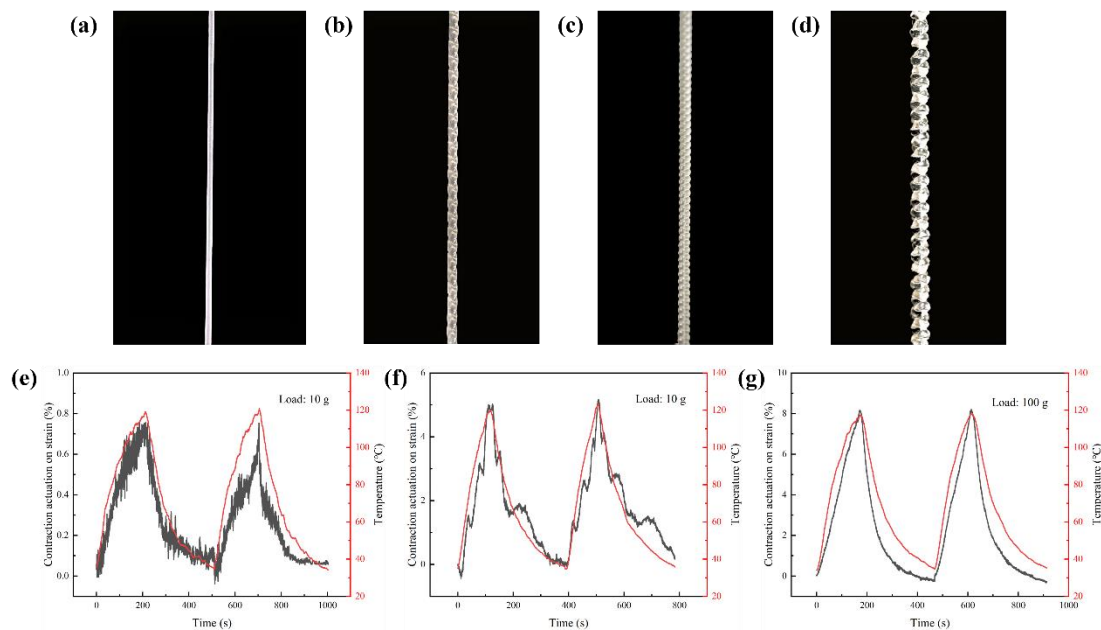 (a)
(b)
(c)
(d)
(e)
Contraction actuation on strain (%)
1.0
0.8
0.6
0.4
0.2
0.0
Load: 10 g
140
120
100
80
60
40
20
Temperature (°C)
0 200 400 600 800 1000
Time (s)
(f)
Contraction actuation on strain (%)
6
4
2
0
Load: 10 g
140
120
100
80
60
40
20
Temperature (°C)
0 200 400 600 800
Time (s)
(g)
Contraction actuation on strain (%)
10
8
6
4
2
0
Load: 100 g
140
120
100
80
60
40
20
Temperature (°C)
0 200 400 600 800 1000
Time (s)